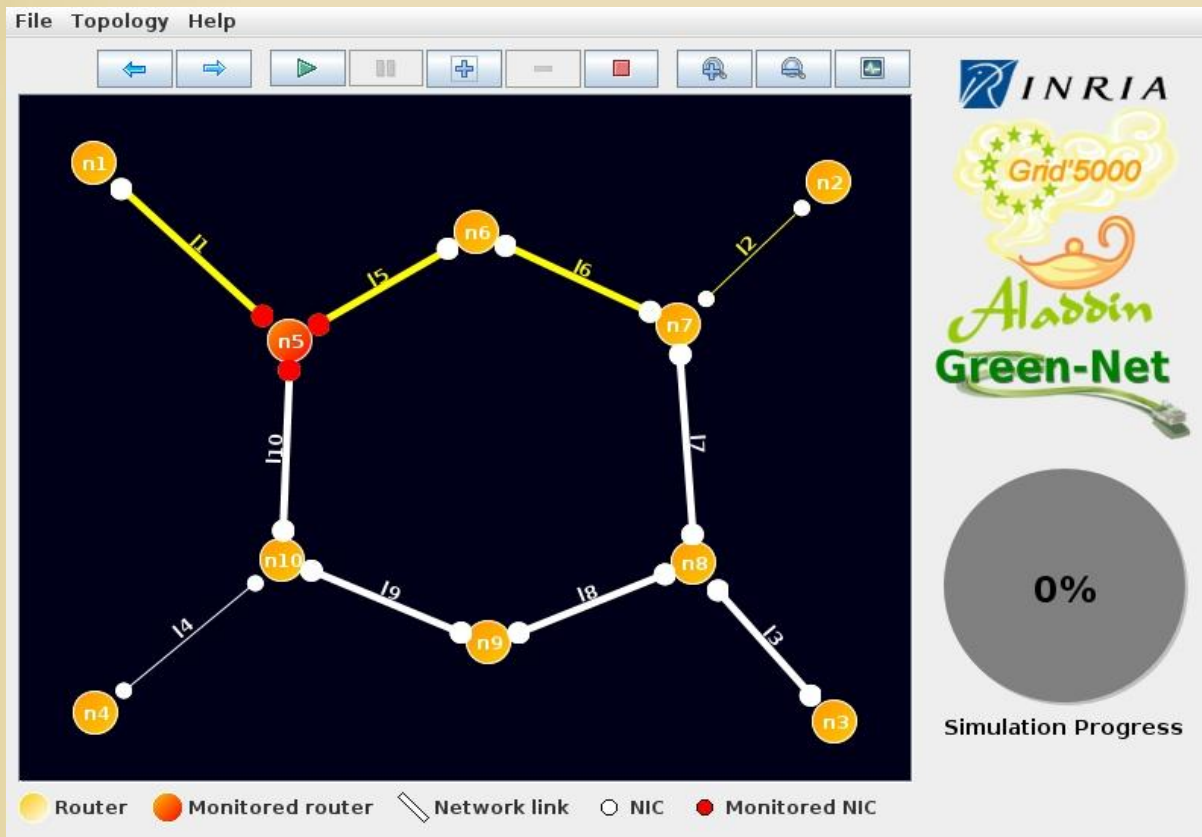 File Topology Help
INRIA
Grid'5000
Aladdin
Green-Net
n1
n2
l1
l2
n6
l5
l6
n5
n7
l10
l7
n10
n8
l9
l8
l4
l3
n9
n4
n3
0%
Simulation Progress
Router Monitored router Network link NIC Monitored NIC